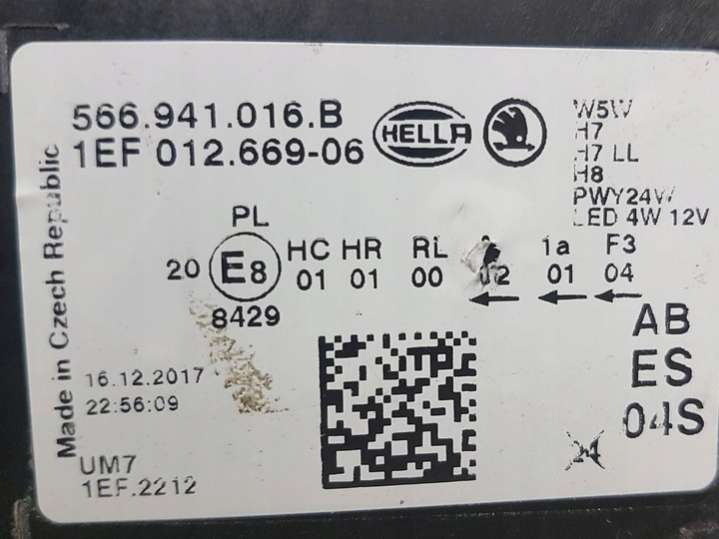 566.941.016.B
1EF 012.669-06
HELLA
W5W
H7
H7 LL
H8
PWY24W
LED 4W 12V
Made in Czech Republic
PL
20 E8
8429
HC HR RL 1a F3
01 01 00 02 01 04
AB
ES
04S
16.12.2017
22:56:09
UM7
1EF.2212